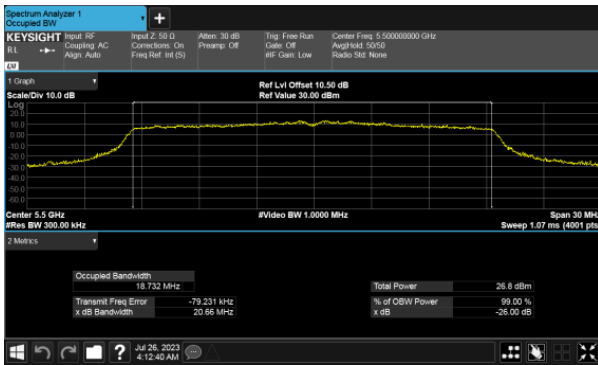 Spectrum Analyzer 1
Occupied BW
+
KEYSIGHT Input: RF Input Z: 50 Ω Atten: 30 dB Trig: Free Run Center Freq: 5.500000000 GHz
Coupling: AC Corrections: On Preamp: Off Gate: Off Avg|Hold: 50/50
RL Align: Auto Freq Ref: Int (S) #IF Gain: Low Radio Std: None
1 Graph Ref Lvl Offset 10.50 dB
Scale/Div 10.0 dB Ref Value 30.00 dBm
Log
20.0
10.0
0.00
-10.0
-20.0
-30.0
-40.0
-50.0
-60.0
Center 5.5 GHz #Video BW 1.0000 MHz Span 30 MHz
#Res BW 300.00 kHz Sweep 1.07 ms (4001 pts
2 Metrics
Occupied Bandwidth
18.732 MHz Total Power 26.8 dBm
Transmit Freq Error -79.231 kHz % of OBW Power 99.00 %
x dB Bandwidth 20.66 MHz x dB -26.00 dB
? Jul 26, 2023
4:12:40 AM